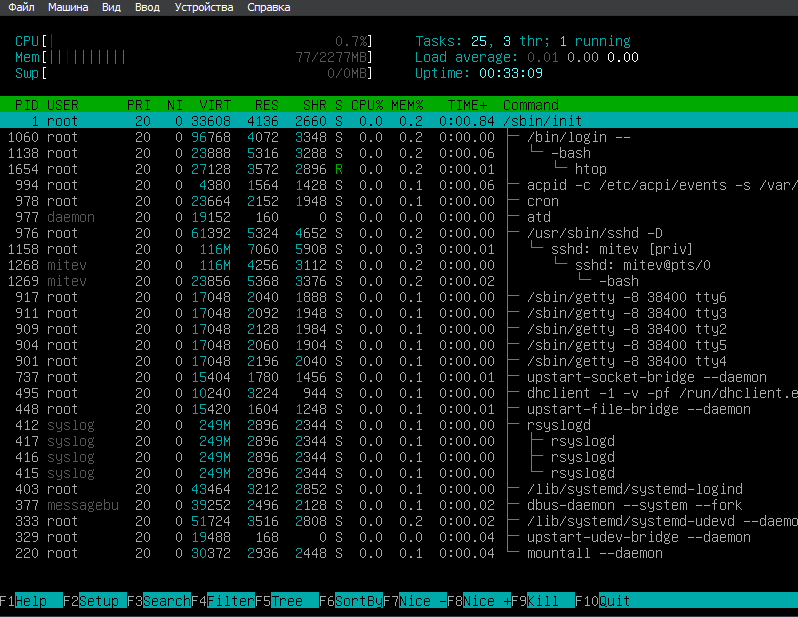 Файл Машина Вид Ввод Устройства Справка
CPU[| 0.7%] Tasks: 25, 3 thr; 1 running
Mem[|||||||||| 77/2277MB] Load average: 0.01 0.00 0.00
Swp[ 0/0MB] Uptime: 00:33:09
PID USER PRI NI VIRT RES SHR S CPU% MEM% TIME+ Command
1 root 20 0 33608 4136 2660 S 0.0 0.2 0:00.84 /sbin/init
1060 root 20 0 96768 4072 3348 S 0.0 0.2 0:00.02 ├─ /bin/login --
1138 root 20 0 23888 5316 3288 S 0.0 0.2 0:00.06 │ └─ -bash
1654 root 20 0 27128 3572 2896 R 0.0 0.2 0:00.01 │ └─ htop
994 root 20 0 4380 1564 1428 S 0.0 0.1 0:00.06 ├─ acpid -c /etc/acpi/events -s /var/
978 root 20 0 23664 2152 1948 S 0.0 0.1 0:00.00 ├─ cron
977 daemon 20 0 19152 160 0 S 0.0 0.0 0:00.00 ├─ atd
976 root 20 0 61392 5324 4652 S 0.0 0.2 0:00.00 ├─ /usr/sbin/sshd -D
1158 root 20 0 116M 7060 5908 S 0.0 0.3 0:00.01 │ └─ sshd: mitev [priv]
1268 mitev 20 0 116M 4256 3112 S 0.0 0.2 0:00.00 │ └─ sshd: mitev@pts/0
1269 mitev 20 0 23856 5368 3376 S 0.0 0.2 0:00.02 │ └─ -bash
917 root 20 0 17048 2040 1888 S 0.0 0.1 0:00.00 ├─ /sbin/getty -8 38400 tty6
911 root 20 0 17048 2092 1948 S 0.0 0.1 0:00.00 ├─ /sbin/getty -8 38400 tty3
909 root 20 0 17048 2128 1984 S 0.0 0.1 0:00.00 ├─ /sbin/getty -8 38400 tty2
904 root 20 0 17048 2060 1904 S 0.0 0.1 0:00.00 ├─ /sbin/getty -8 38400 tty5
901 root 20 0 17048 2196 2040 S 0.0 0.1 0:00.00 ├─ /sbin/getty -8 38400 tty4
737 root 20 0 15404 1780 1456 S 0.0 0.1 0:00.01 ├─ upstart-socket-bridge --daemon
495 root 20 0 10240 3224 944 S 0.0 0.1 0:00.00 ├─ dhclient -1 -v -pf /run/dhclient.e
448 root 20 0 15420 1604 1248 S 0.0 0.1 0:00.01 ├─ upstart-file-bridge --daemon
412 syslog 20 0 249M 2896 2344 S 0.0 0.1 0:00.00 ├─ rsyslogd
417 syslog 20 0 249M 2896 2344 S 0.0 0.1 0:00.00 │ ├─ rsyslogd
416 syslog 20 0 249M 2896 2344 S 0.0 0.1 0:00.00 │ ├─ rsyslogd
415 syslog 20 0 249M 2896 2344 S 0.0 0.1 0:00.00 │ └─ rsyslogd
403 root 20 0 43464 3212 2852 S 0.0 0.1 0:00.00 ├─ /lib/systemd/systemd-logind
377 messagebu 20 0 39252 2496 2128 S 0.0 0.1 0:00.02 ├─ dbus-daemon --system --fork
333 root 20 0 51724 3516 2808 S 0.0 0.2 0:00.02 ├─ /lib/systemd/systemd-udevd --daemo
329 root 20 0 19488 168 0 S 0.0 0.0 0:00.04 ├─ upstart-udev-bridge --daemon
220 root 20 0 30372 2936 2448 S 0.0 0.1 0:00.04 └─ mountall --daemon
F1Help F2Setup F3SearchF4FilterF5Tree F6SortByF7Nice -F8Nice +F9Kill F10Quit